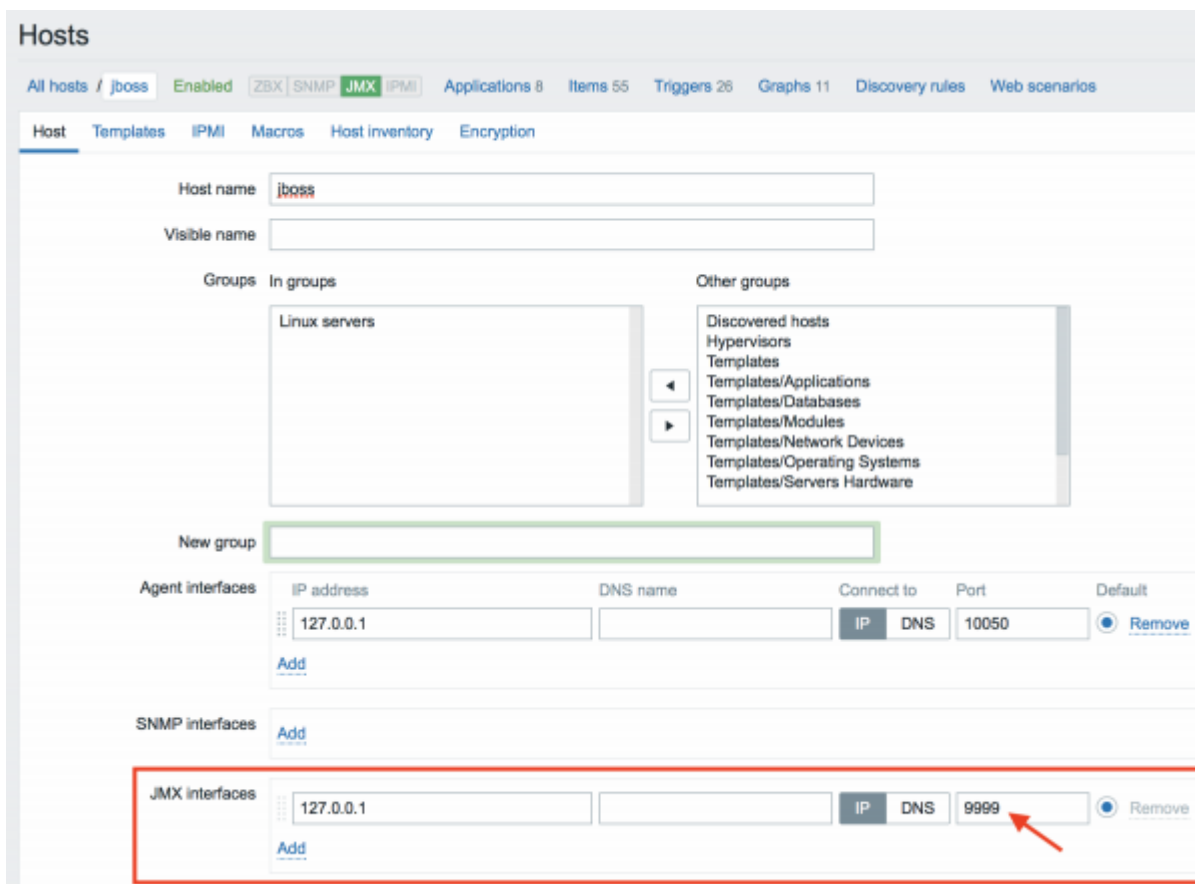 Hosts
All hosts / jboss Enabled ZBX SNMP JMX IPMI Applications 8 Items 55 Triggers 26 Graphs 11 Discovery rules Web scenarios
Host Templates IPMI Macros Host inventory Encryption
Host name jboss
Visible name
Groups In groups Other groups
Linux servers
Discovered hosts
Hypervisors
Templates
Templates/Applications
Templates/Databases
Templates/Modules
Templates/Network Devices
Templates/Operating Systems
Templates/Servers Hardware
New group
Agent interfaces IP address DNS name Connect to Port Default
127.0.0.1 IP DNS 10050 Remove
Add
SNMP interfaces Add
JMX interfaces 127.0.0.1 IP DNS 9999 Remove
Add